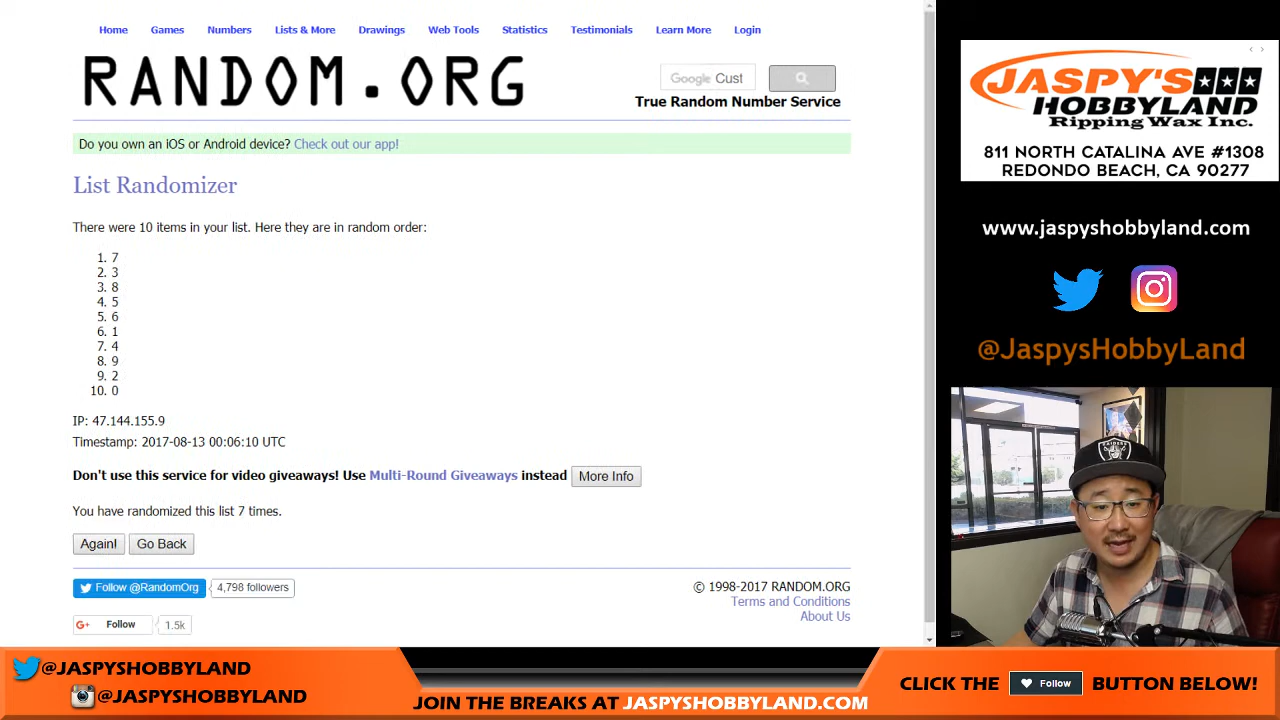 Home Games Numbers Lists & More Drawings Web Tools Statistics Testimonials Learn More Login
RANDOM.ORG
Google Cust
True Random Number Service
Do you own an iOS or Android device? Check out our app!
List Randomizer
There were 10 items in your list. Here they are in random order:
1. 7
2. 3
3. 8
4. 5
5. 6
6. 1
7. 4
8. 9
9. 2
10. 0
IP: 47.144.155.9
Timestamp: 2017-08-13 00:06:10 UTC
Don't use this service for video giveaways! Use Multi-Round Giveaways instead More Info
You have randomized this list 7 times.
Again! Go Back
Follow @RandomOrg 4,798 followers
G+ Follow 1.5k
© 1998-2017 RANDOM.ORG
Terms and Conditions
About Us
JASPY'S
HOBBYLAND
Ripping Wax Inc.
811 NORTH CATALINA AVE #1308
REDONDO BEACH, CA 90277
www.jaspyshobbyland.com
@JaspysHobbyLand
RAIDERS
@JASPYSHOBBYLAND
@JASPYSHOBBYLAND
JOIN THE BREAKS AT JASPYSHOBBYLAND.COM
CLICK THE Follow BUTTON BELOW!